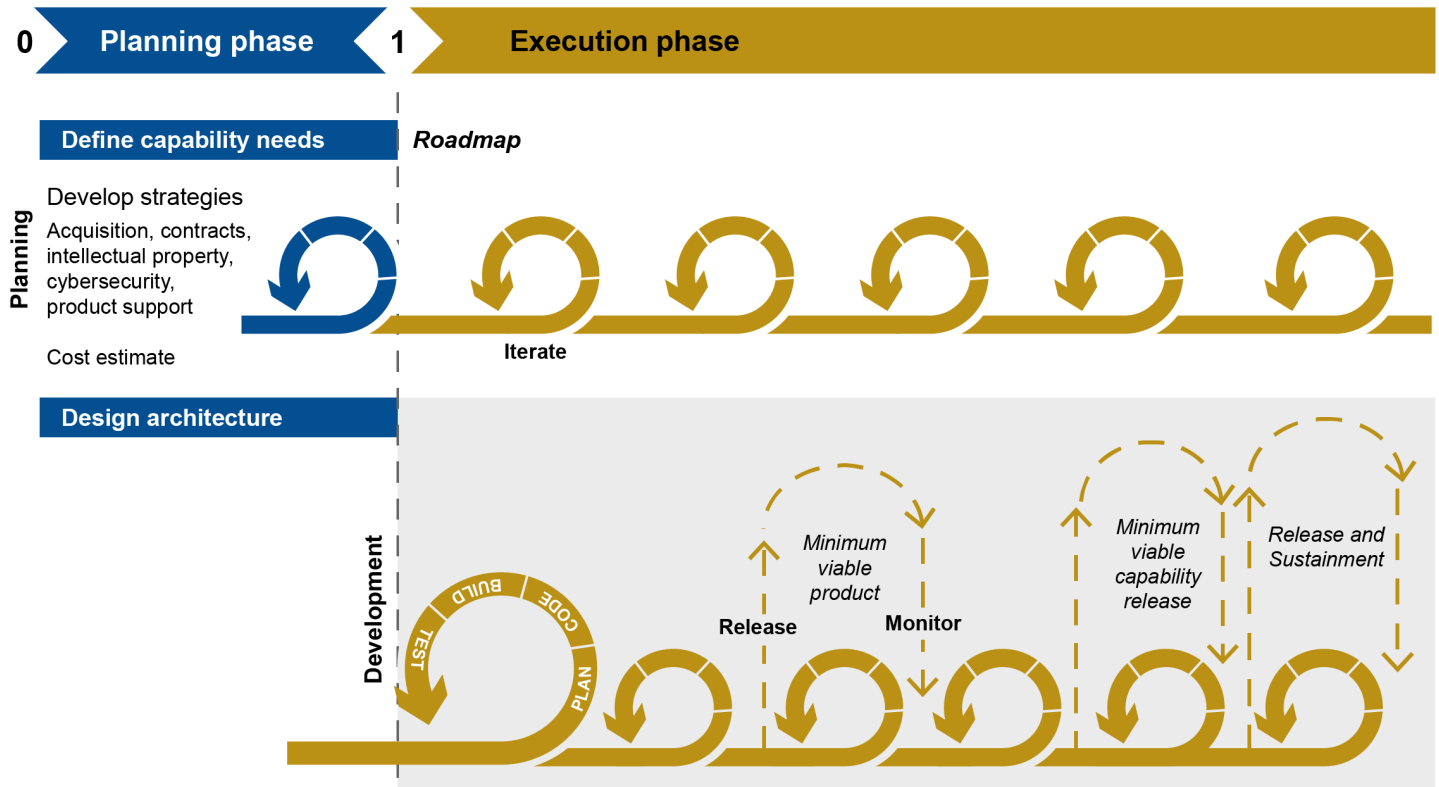 0
Planning phase
1
Execution phase
Define capability needs
Roadmap
Planning
Develop strategies
Acquisition, contracts,
intellectual property,
cybersecurity,
product support
Cost estimate
Iterate
Design architecture
Development
TEST
BUILD
CODE
PLAN
Release
Minimum
viable
product
Monitor
Minimum
viable
capability
release
Release and
Sustainment